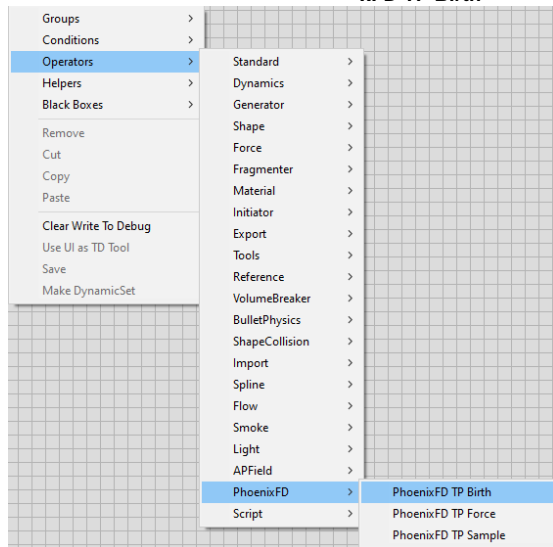 Groups
Conditions
Operators
Helpers
Black Boxes
Remove
Cut
Copy
Paste
Clear Write To Debug
Use UI as TD Tool
Save
Make DynamicSet
Standard
Dynamics
Generator
Shape
Force
Fragmenter
Material
Initiator
Export
Tools
Reference
VolumeBreaker
BulletPhysics
ShapeCollision
Import
Spline
Flow
Smoke
Light
APField
PhoenixFD
Script
PhoenixFD TP Birth
PhoenixFD TP Force
PhoenixFD TP Sample